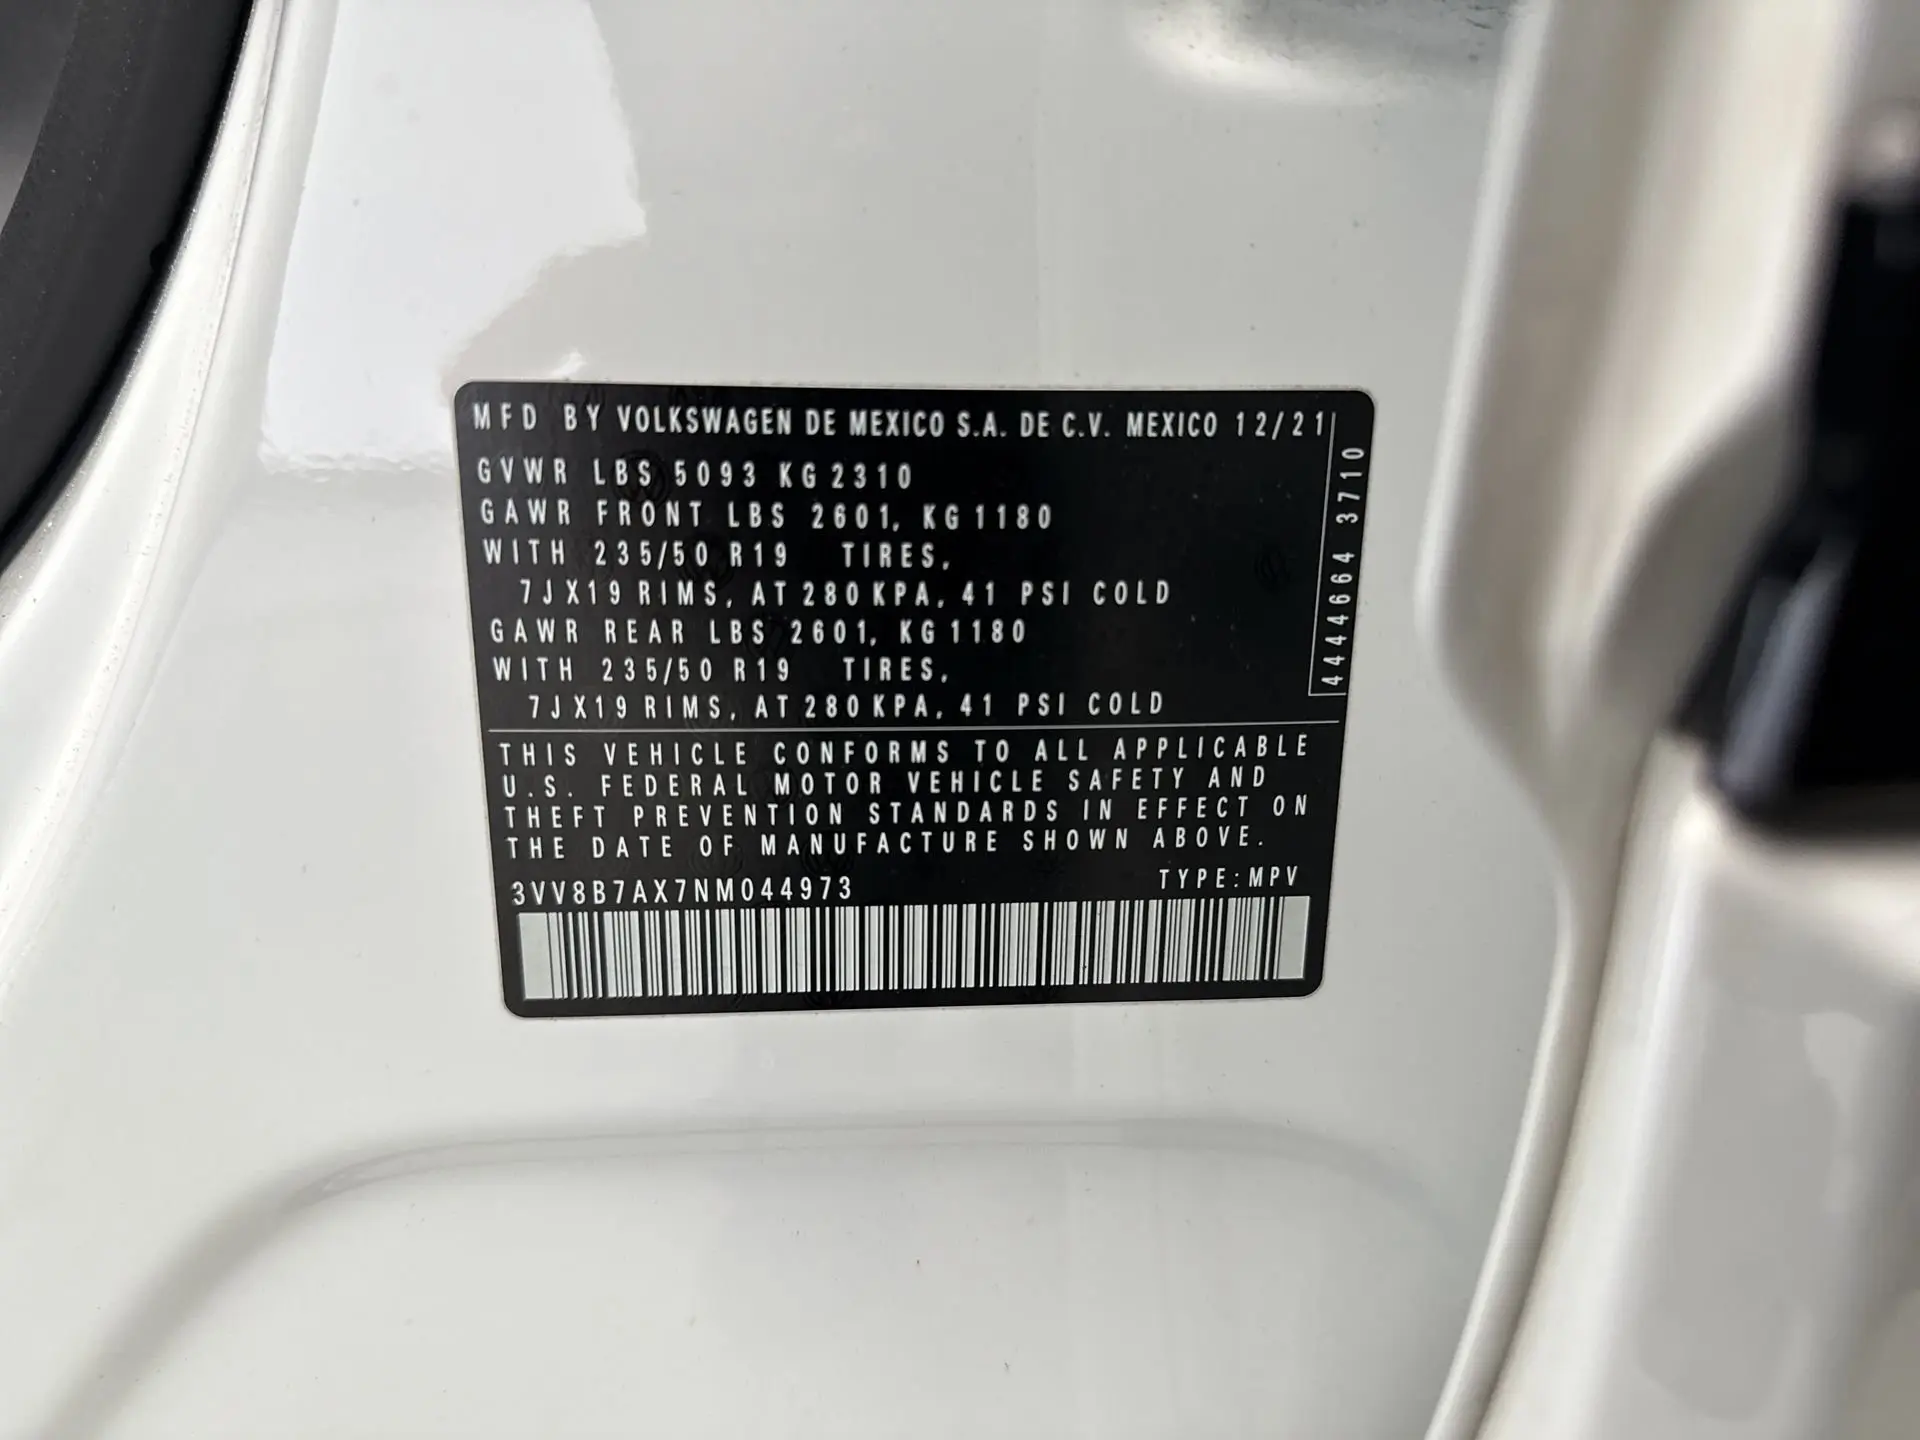 MFD BY VOLKSWAGEN DE MEXICO S.A. DE C.V. MEXICO 12/21
GVWR LBS 5093 KG 2310
GAWR FRONT LBS 2601, KG 1180
WITH 235/50 R19 TIRES,
7J X19 RIMS, AT 280 KPA, 41 PSI COLD
GAWR REAR LBS 2601, KG 1180
WITH 235/50 R19 TIRES,
7J X19 RIMS, AT 280 KPA, 41 PSI COLD
4444664 3710
THIS VEHICLE CONFORMS TO ALL APPLICABLE
U.S. FEDERAL MOTOR VEHICLE SAFETY AND
THEFT PREVENTION STANDARDS IN EFFECT ON
THE DATE OF MANUFACTURE SHOWN ABOVE.
3VV8B7AX7NM044973 TYPE:MPV